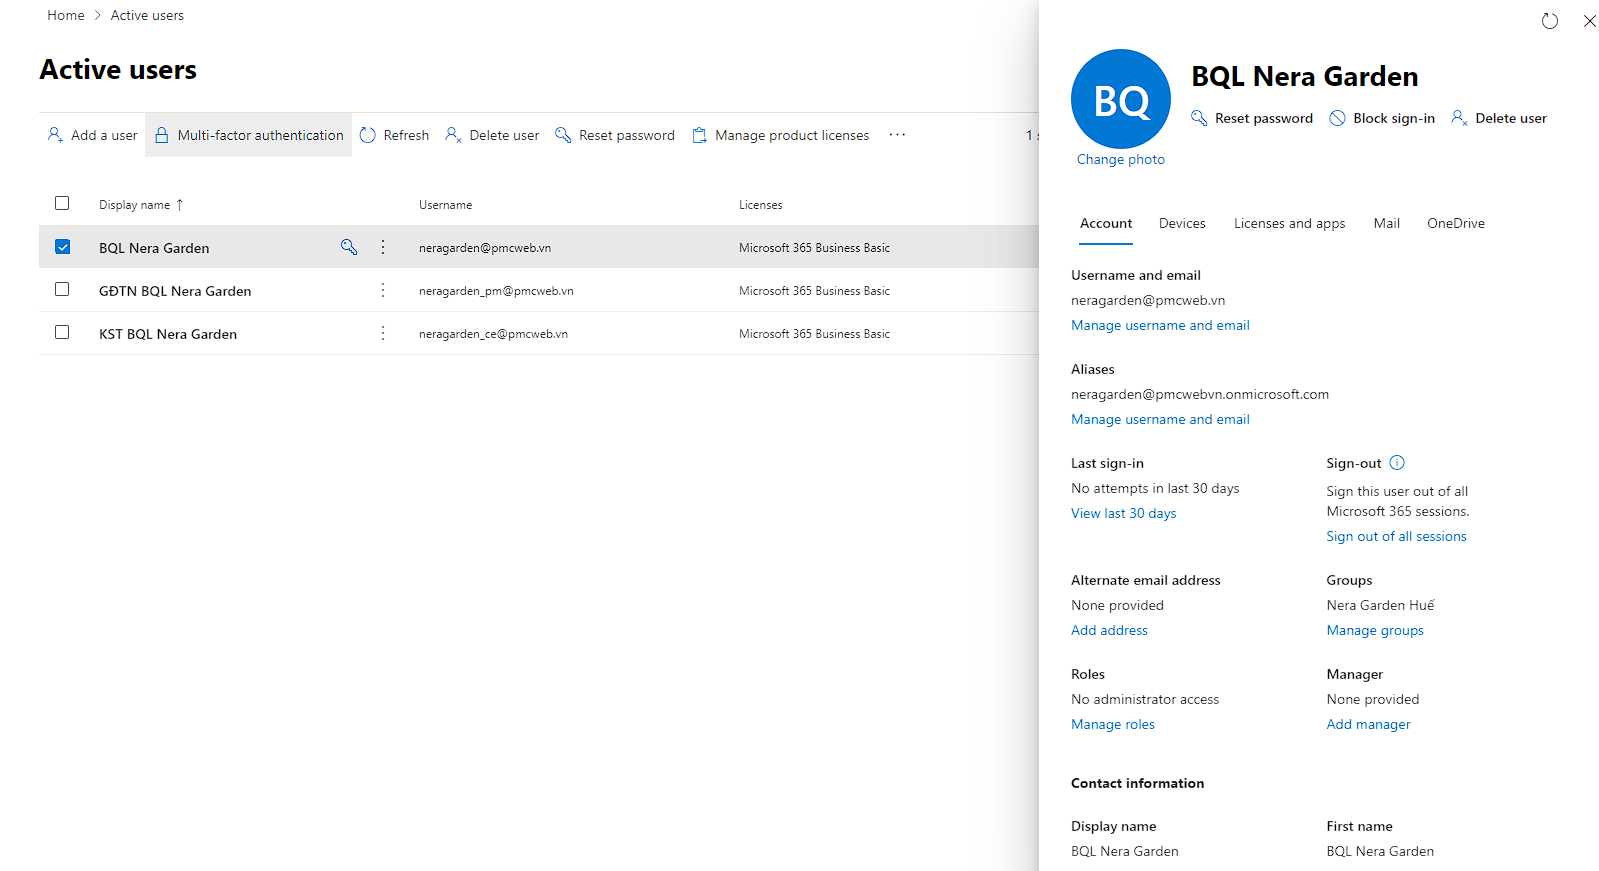 Home > Active users
Active users
Add a user Multi-factor authentication Refresh Delete user Reset password Manage product licenses ··· 1
Display name ↑ Username Licenses
BQL Nera Garden neragarden@pmcweb.vn Microsoft 365 Business Basic
GĐTN BQL Nera Garden neragarden_pm@pmcweb.vn Microsoft 365 Business Basic
KST BQL Nera Garden neragarden_ce@pmcweb.vn Microsoft 365 Business Basic
BQ
Change photo
BQL Nera Garden
Reset password Block sign-in Delete user
Account Devices Licenses and apps Mail OneDrive
Username and email
neragarden@pmcweb.vn
Manage username and email
Aliases
neragarden@pmcwebvn.onmicrosoft.com
Manage username and email
Last sign-in
No attempts in last 30 days
View last 30 days
Sign-out
Sign this user out of all
Microsoft 365 sessions.
Sign out of all sessions
Alternate email address
None provided
Add address
Groups
Nera Garden Huế
Manage groups
Roles
No administrator access
Manage roles
Manager
None provided
Add manager
Contact information
Display name
BQL Nera Garden
First name
BQL Nera Garden